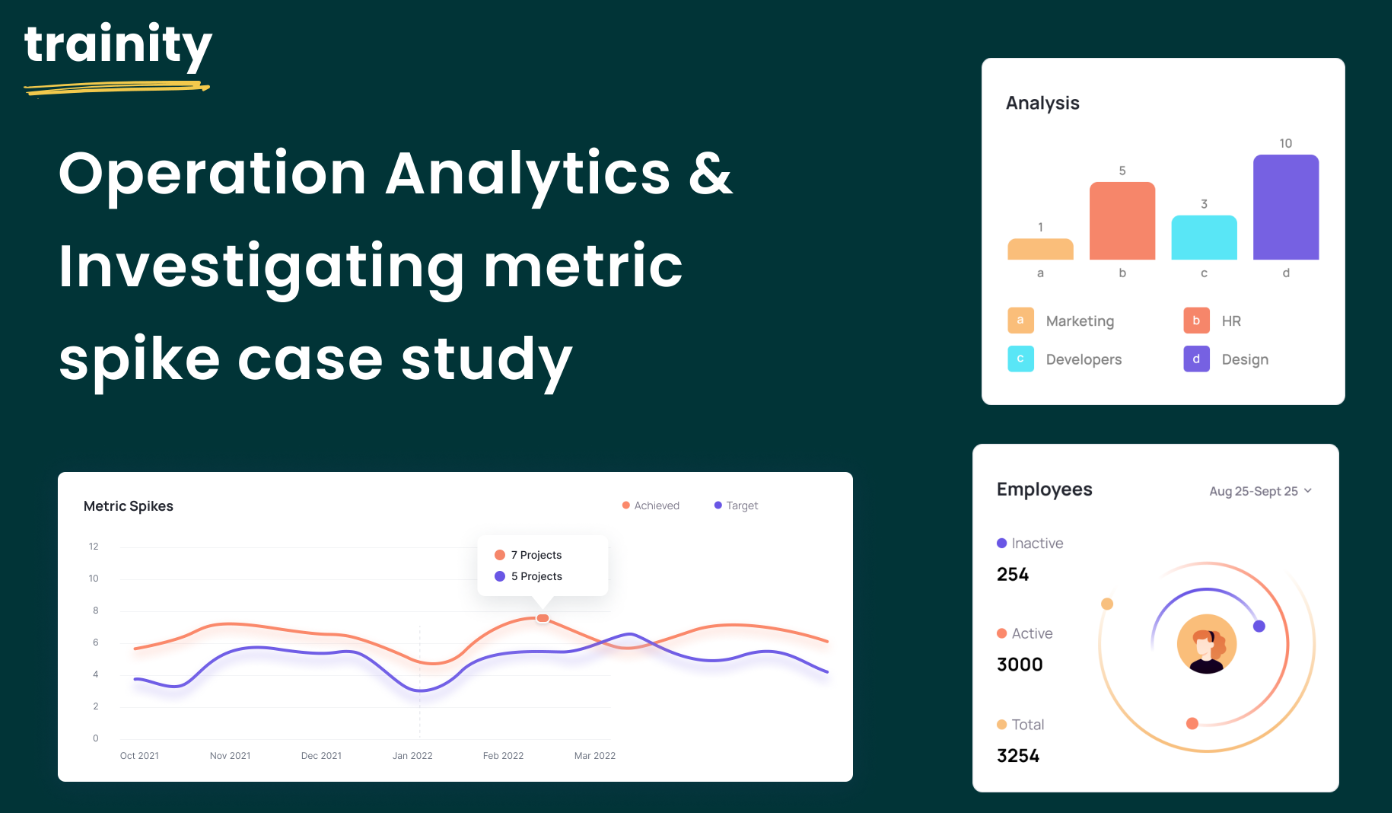 trainity
Operation Analytics &
Investigating metric
spike case study
Analysis
10
5
3
1
a b c d
a Marketing b HR
c Developers d Design
Metric Spikes Achieved Target
12
10
8
6
4
2
0
7 Projects
5 Projects
Oct 2021 Nov 2021 Dec 2021 Jan 2022 Feb 2022 Mar 2022
Employees Aug 25-Sept 25
Inactive
254
Active
3000
Total
3254